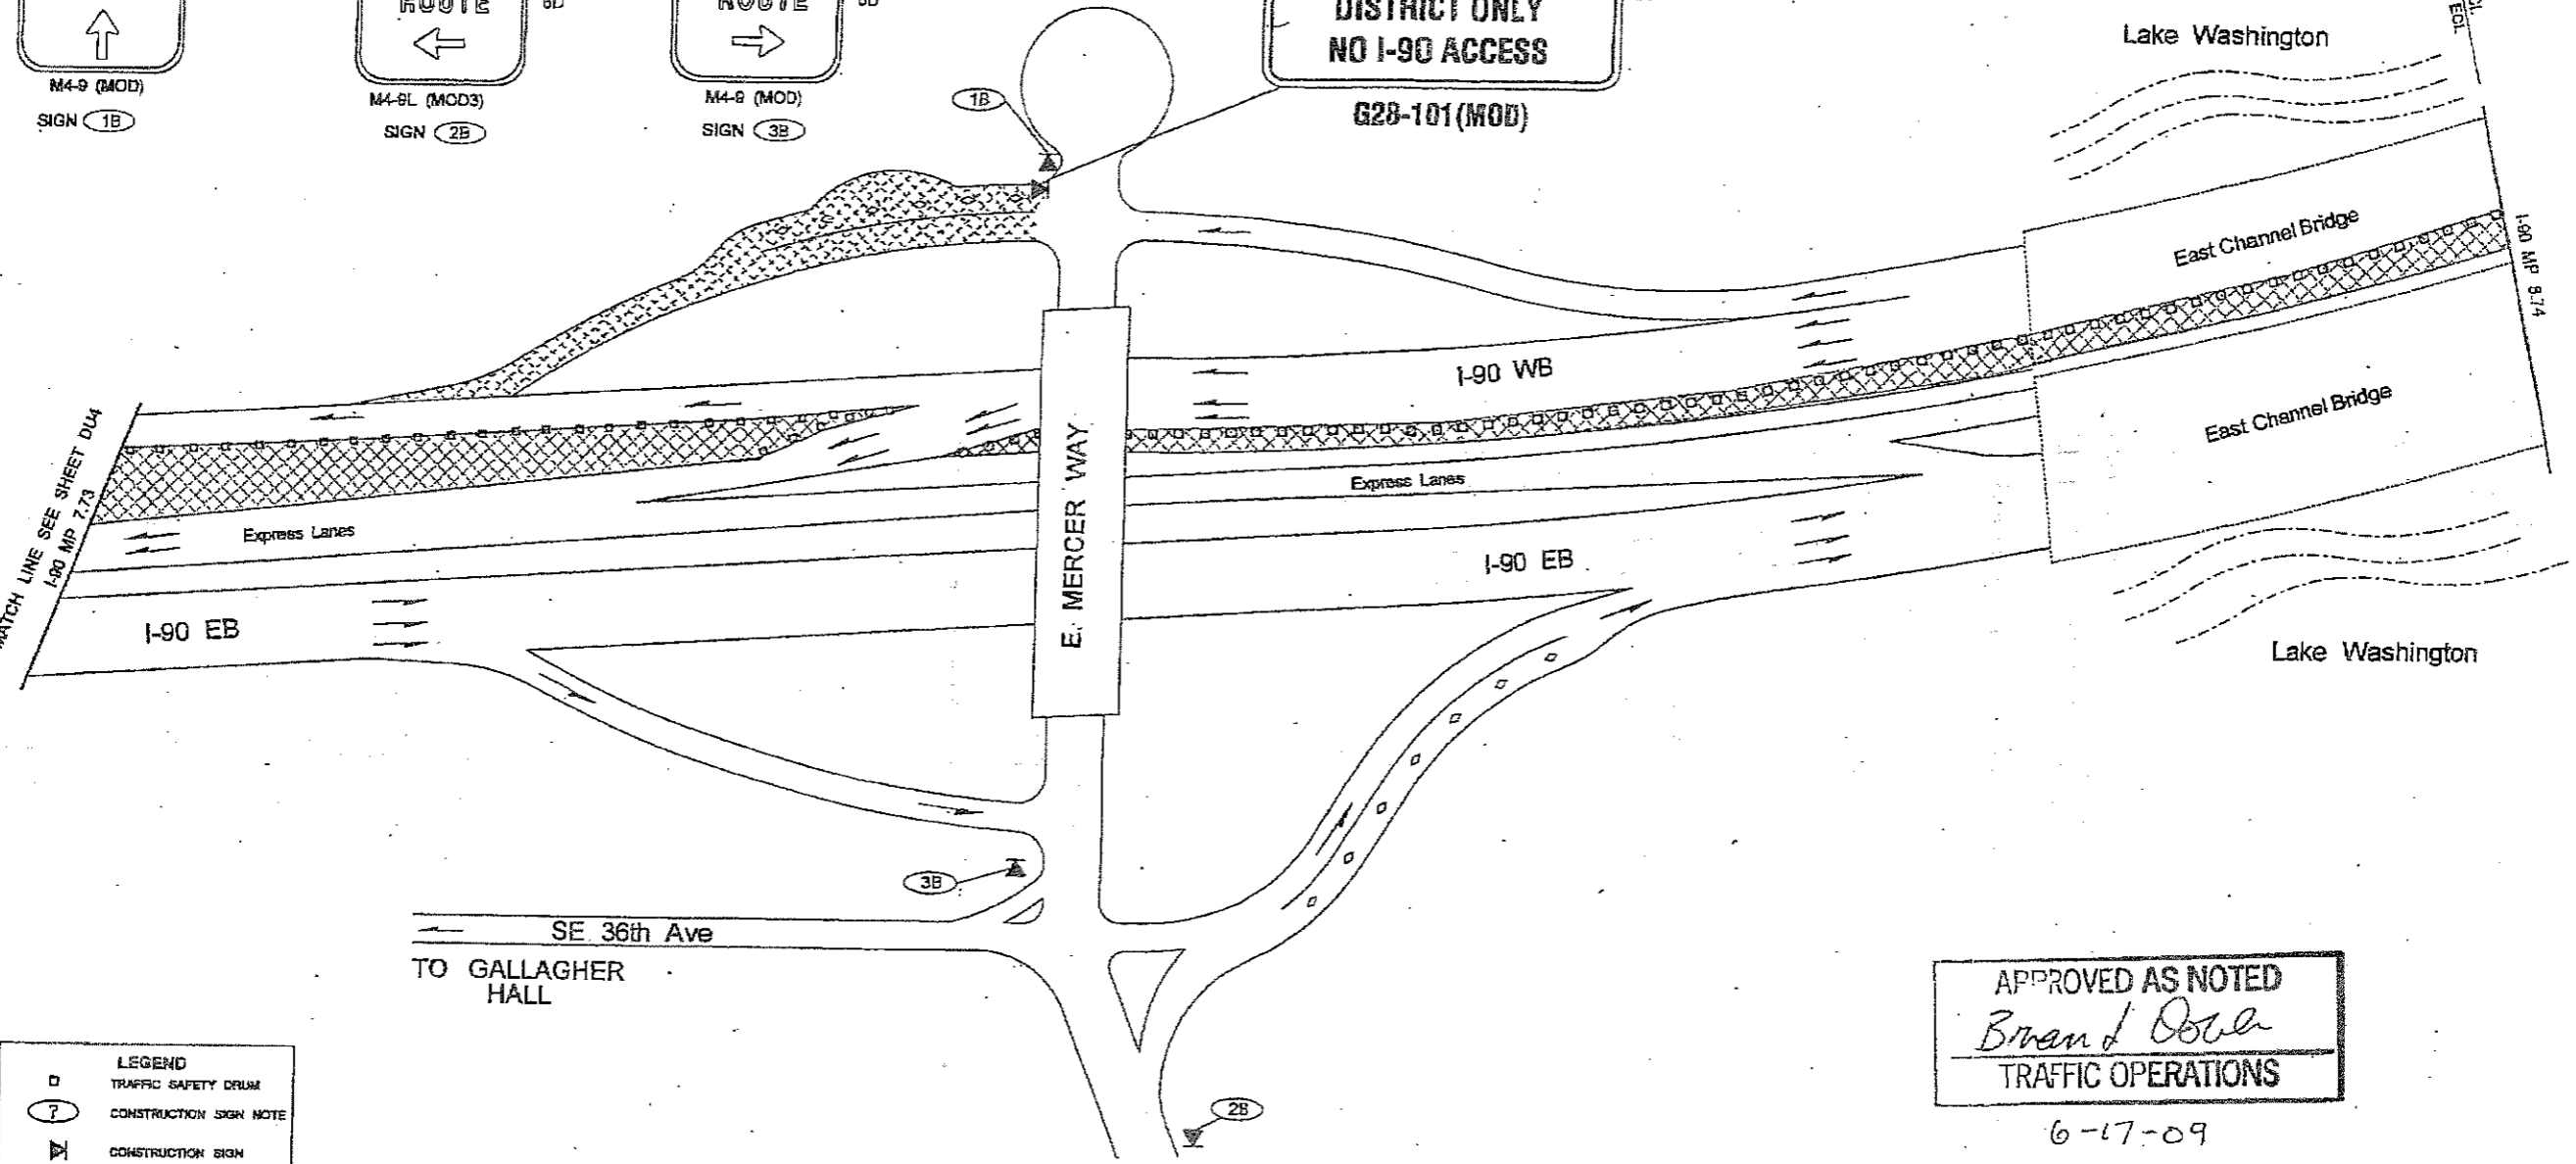 ROUTE
ROUTE
DISTRICT ONLY
NO I-90 ACCESS
M4-9 (MOD)
SIGN 1B
M4-9L (MOD3)
SIGN 2B
M4-9 (MOD)
SIGN 3B
G28-101(MOD)
1B
Lake Washington
East Channel Bridge
I-90 MP 8.74
I-90 WB
East Channel Bridge
MATCH LINE SEE SHEET DU4
I-90 MP 7.73
Express Lanes
Express Lanes
E. MERCER WAY
I-90 EB
I-90 EB
Lake Washington
3B
SE 36th Ave
TO GALLAGHER
HALL
2B
LEGEND
TRAFFIC SAFETY DRUM
? CONSTRUCTION SIGN NOTE
CONSTRUCTION SIGN
APPROVED AS NOTED
TRAFFIC OPERATIONS
6-17-09